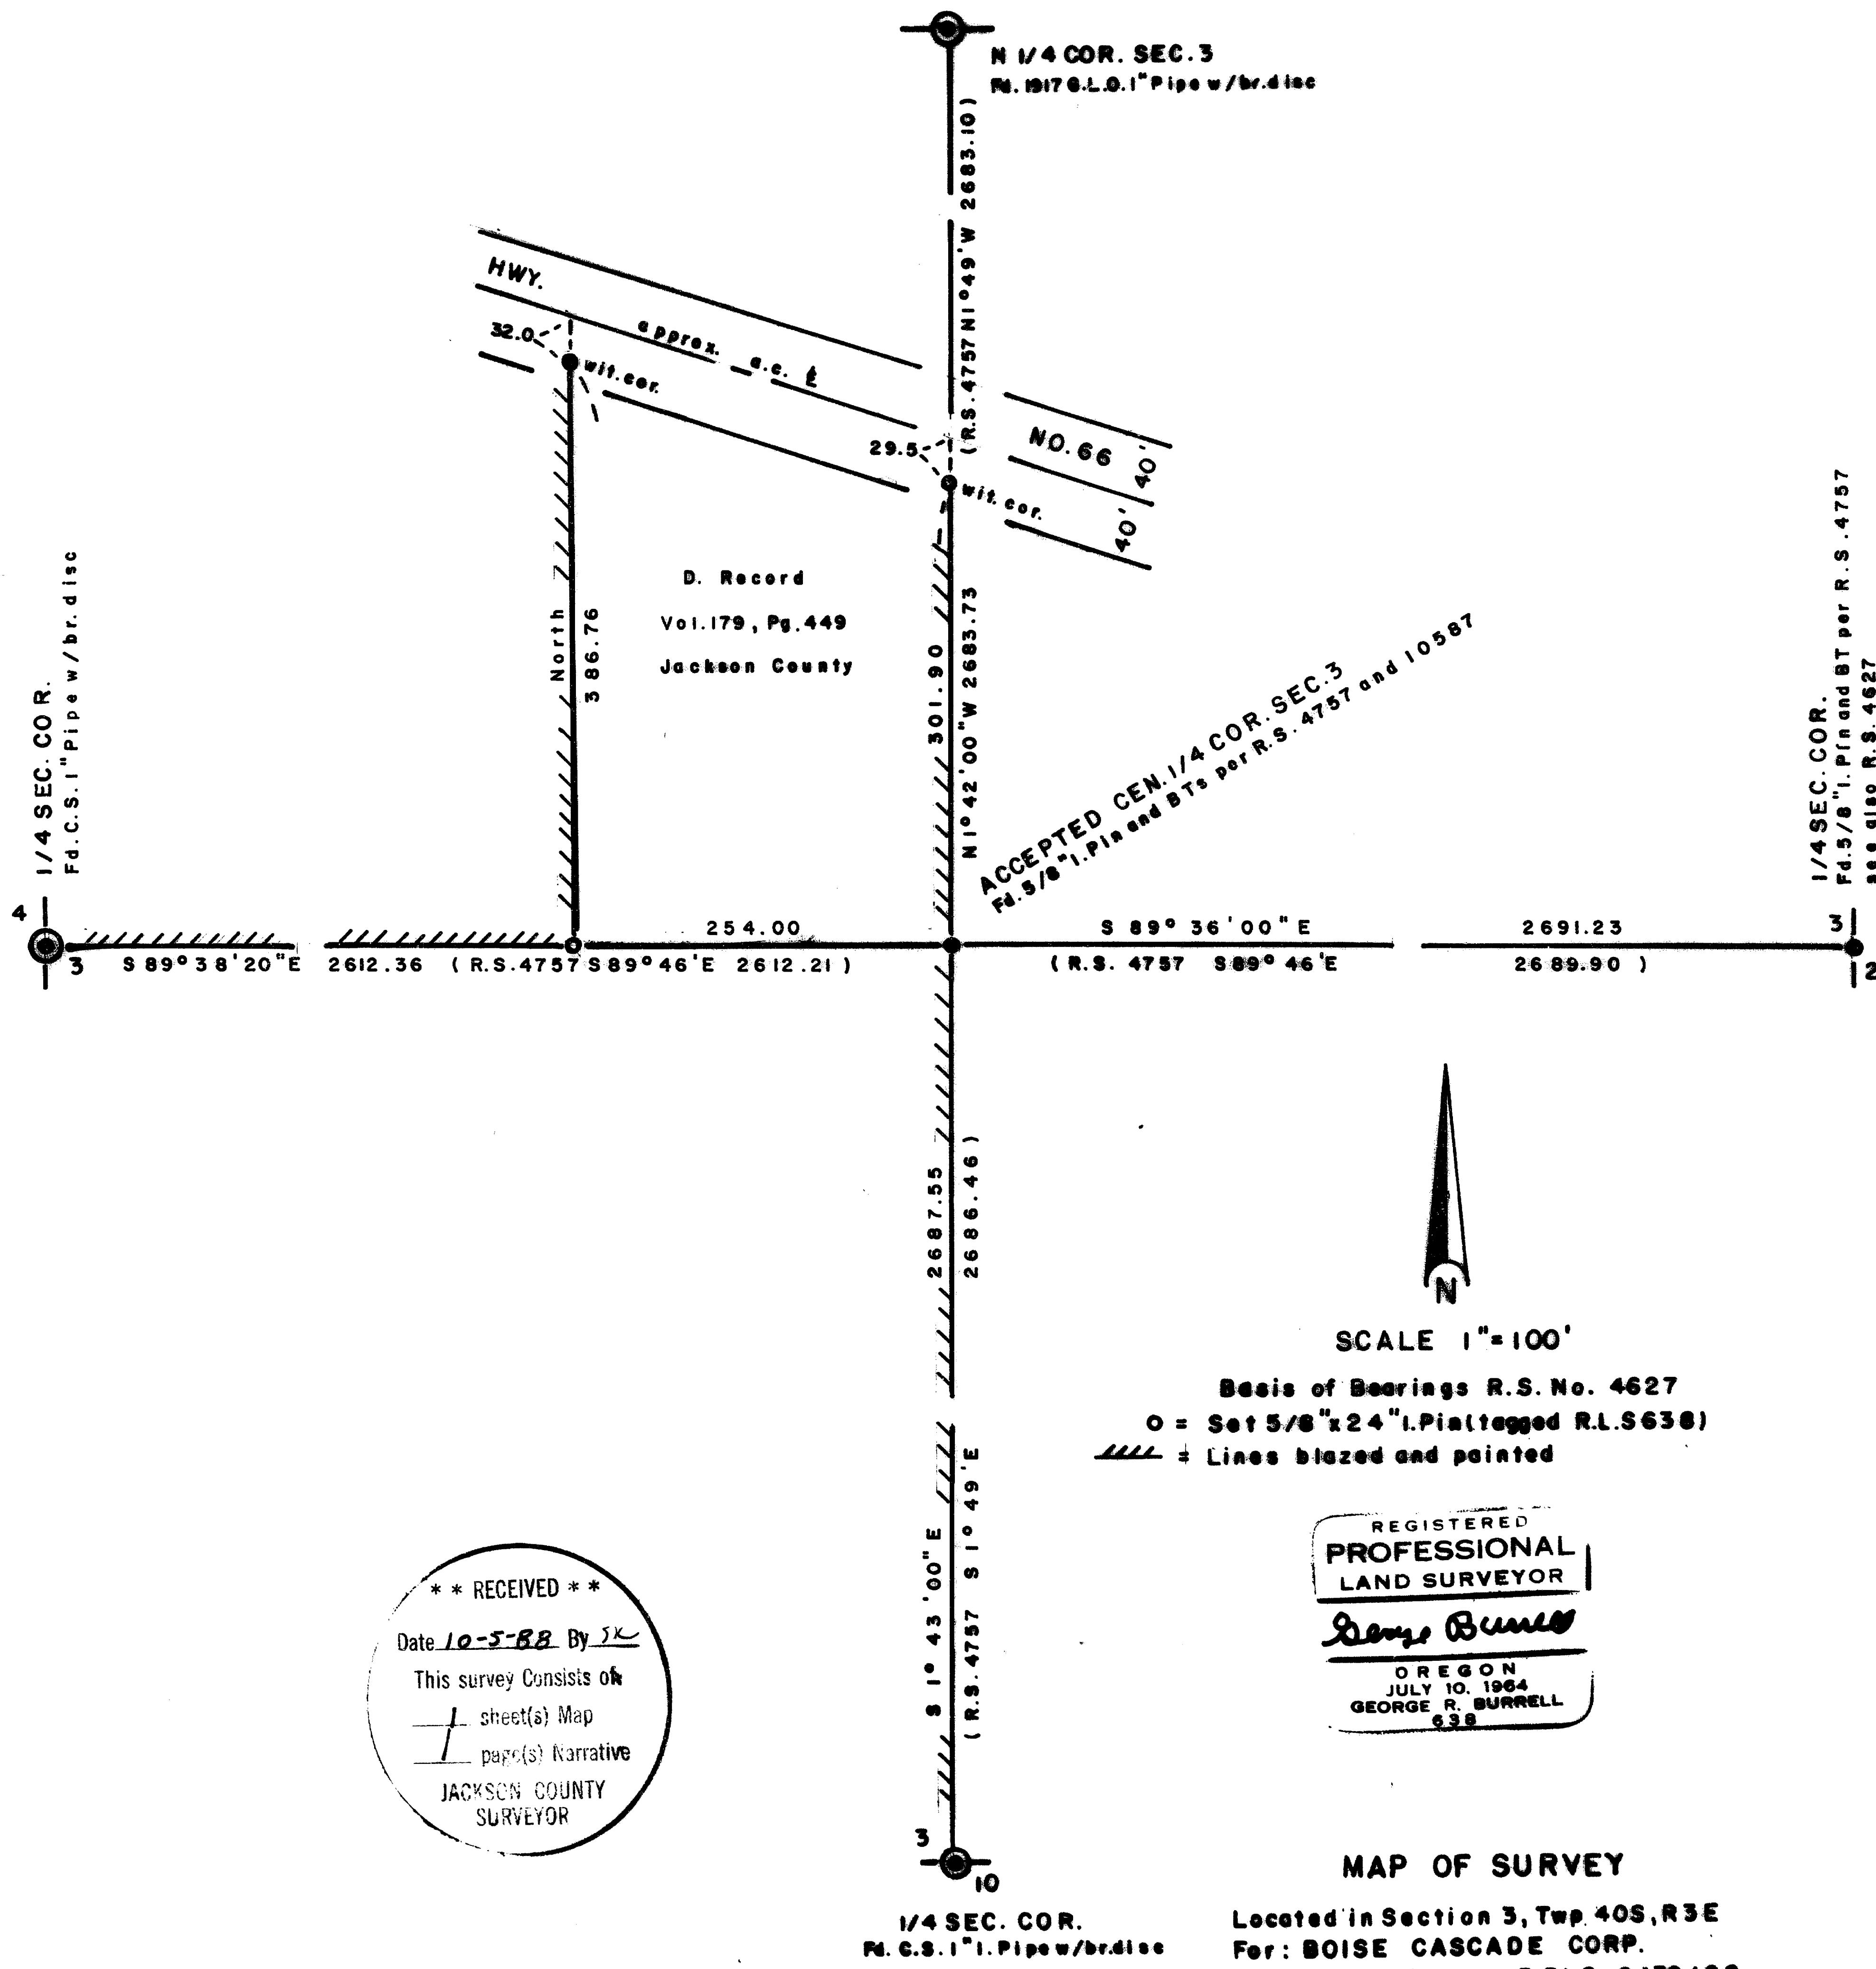 N 1/4 COR. SEC. 3
Fd. 1917 G.L.O. 1" Pipe w/br.disc
(R.S. 4757 N1°49'W 2683.10)
HWY.
32.0
approx. a.c. ℄
wit.cor.
29.5
NO. 66
40'
wit. cor.
40'
D. Record
Vol. 179, Pg. 449
Jackson County
North
386.76
301.90
N 1° 42' 00" W 2683.73
ACCEPTED CEN. 1/4 COR. SEC. 3
Fd. 5/8" I. Pin and BTs per R.S. 4757 and 10587
1/4 SEC. COR.
Fd. C.S. 1" Pipe w/br. disc
1/4 SEC. COR.
Fd. 5/8" I. Pin and BT per R.S. 4757
see also R.S. 4627
4
3
254.00
S 89° 36' 00" E
2691.23
3
2
S 89° 38' 20" E 2612.36 (R.S. 4757 S 89° 46' E 2612.21)
(R.S. 4757 S 89° 46' E 2689.90)
2687.55
2686.46)
S 1° 43' 00" E
(R.S. 4757 S 1° 49' E
N
SCALE 1"=100'
Basis of Bearings R.S. No. 4627
O = Set 5/8"x24" I.Pin (tagged R.L.S 638)
= Lines blazed and painted
REGISTERED
PROFESSIONAL
LAND SURVEYOR
George Burrell
OREGON
JULY 10, 1964
GEORGE R. BURRELL
638
* * RECEIVED * *
Date 10-5-88 By SK
This survey Consists of
1 sheet(s) Map
1 page(s) Narrative
JACKSON COUNTY
SURVEYOR
3
10
1/4 SEC. COR.
Fd. C.S. 1" I. Pipe w/br.disc
MAP OF SURVEY
Located in Section 3, Twp. 40S, R3E
For: BOISE CASCADE CORP.